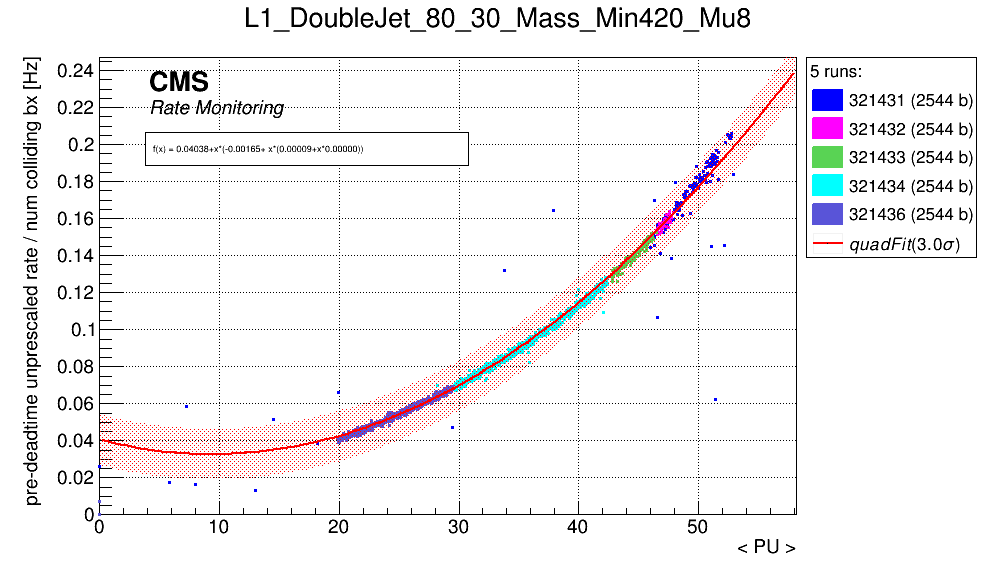 L1_DoubleJet_80_30_Mass_Min420_Mu8
CMS
Rate Monitoring
f(x) = 0.04038+x*(-0.00165+ x*(0.00009+x*0.00000))
pre-deadtime unprescaled rate / num colliding bx [Hz]
0.24
0.22
0.2
0.18
0.16
0.14
0.12
0.1
0.08
0.06
0.04
0.02
0
0 10 20 30 40 50
< PU >
5 runs:
321431 (2544 b)
321432 (2544 b)
321433 (2544 b)
321434 (2544 b)
321436 (2544 b)
quadFit(3.0σ)